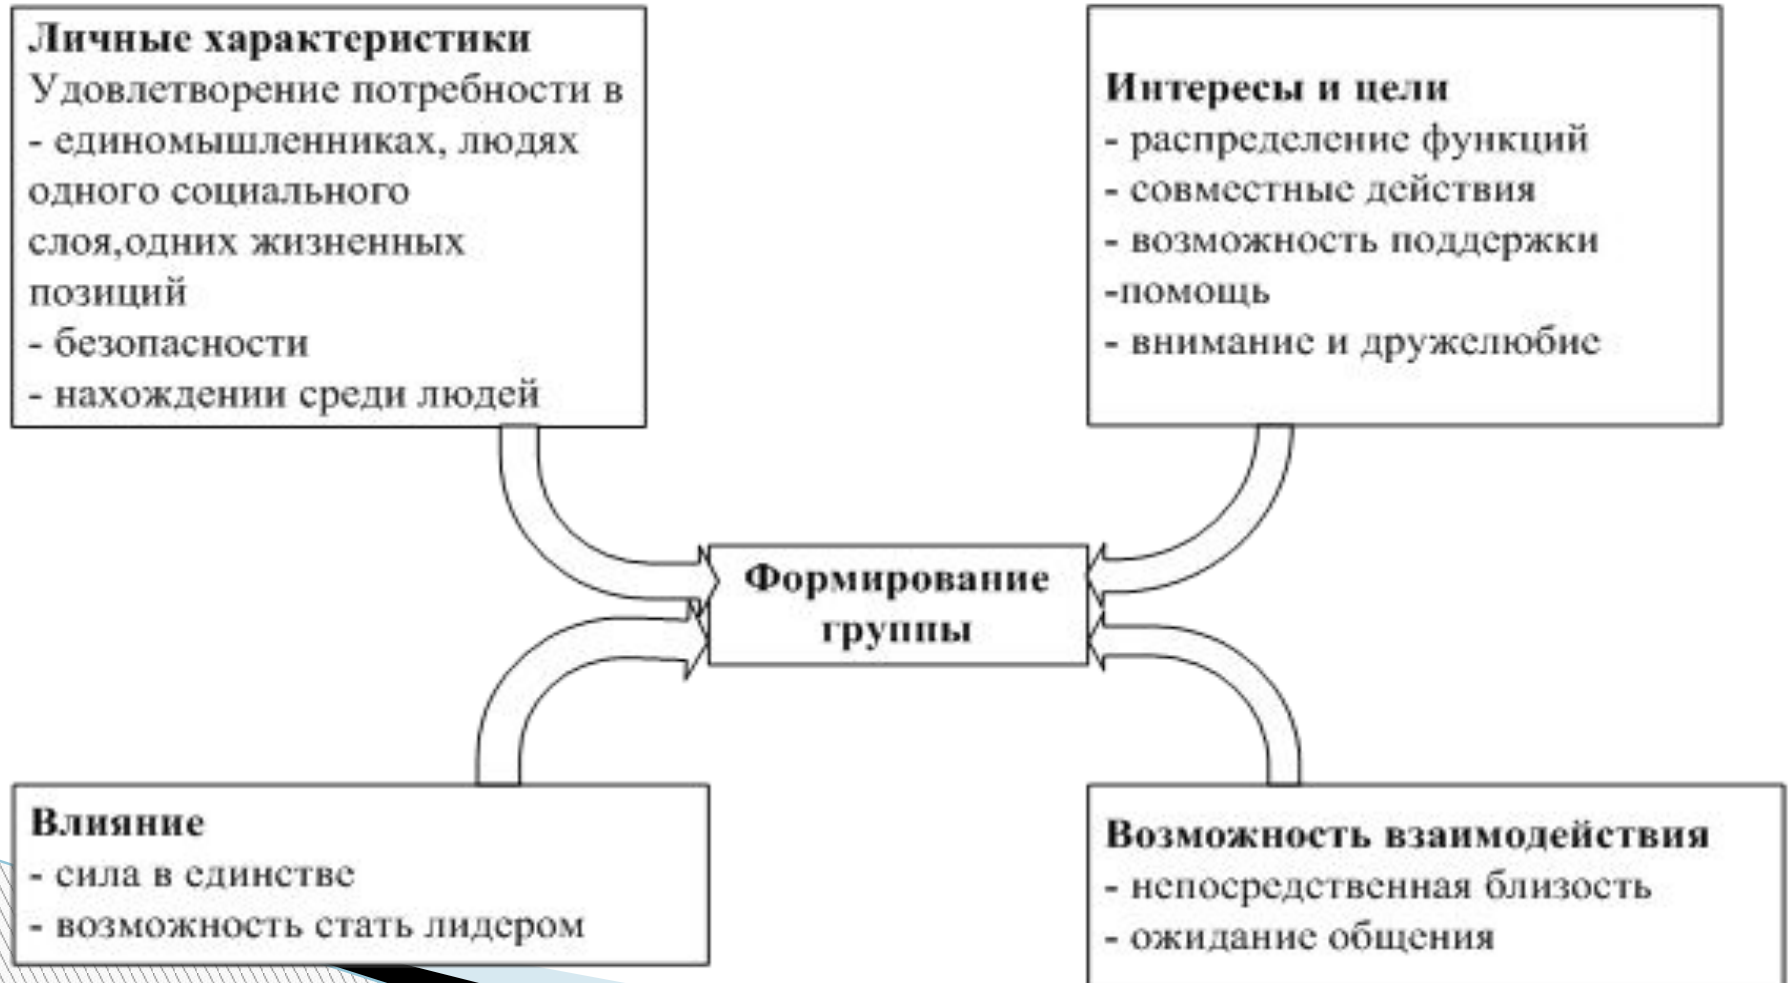 Личные характеристики
Удовлетворение потребности в
- единомышленниках, людях
одного социального
слоя,одних жизненных
позиций
- безопасности
- нахождении среди людей
Интересы и цели
- распределение функций
- совместные действия
- возможность поддержки
-помощь
- внимание и дружелюбие
Формирование
группы
Влияние
- сила в единстве
- возможность стать лидером
Возможность взаимодействия
- непосредственная близость
- ожидание общения